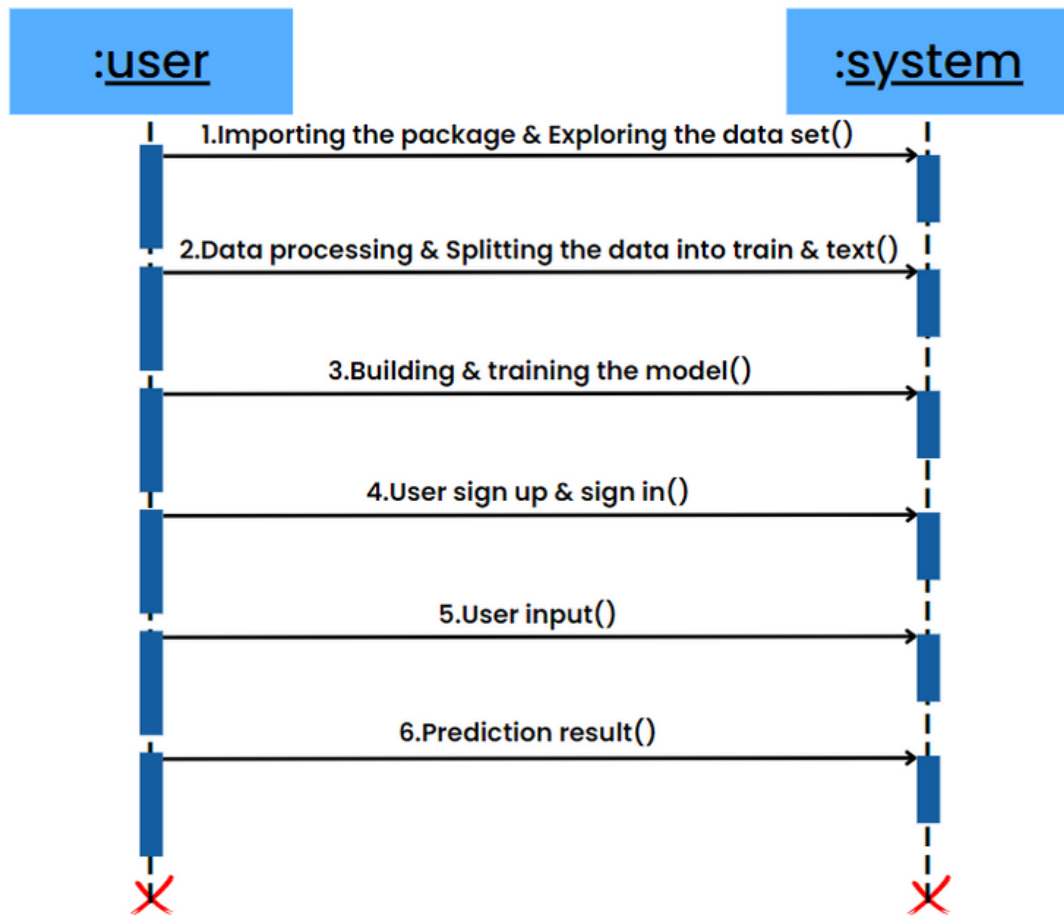 :user
:system
1.Importing the package & Exploring the data set()
2.Data processing & Splitting the data into train & text()
3.Building & training the model()
4.User sign up & sign in()
5.User input()
6.Prediction result()